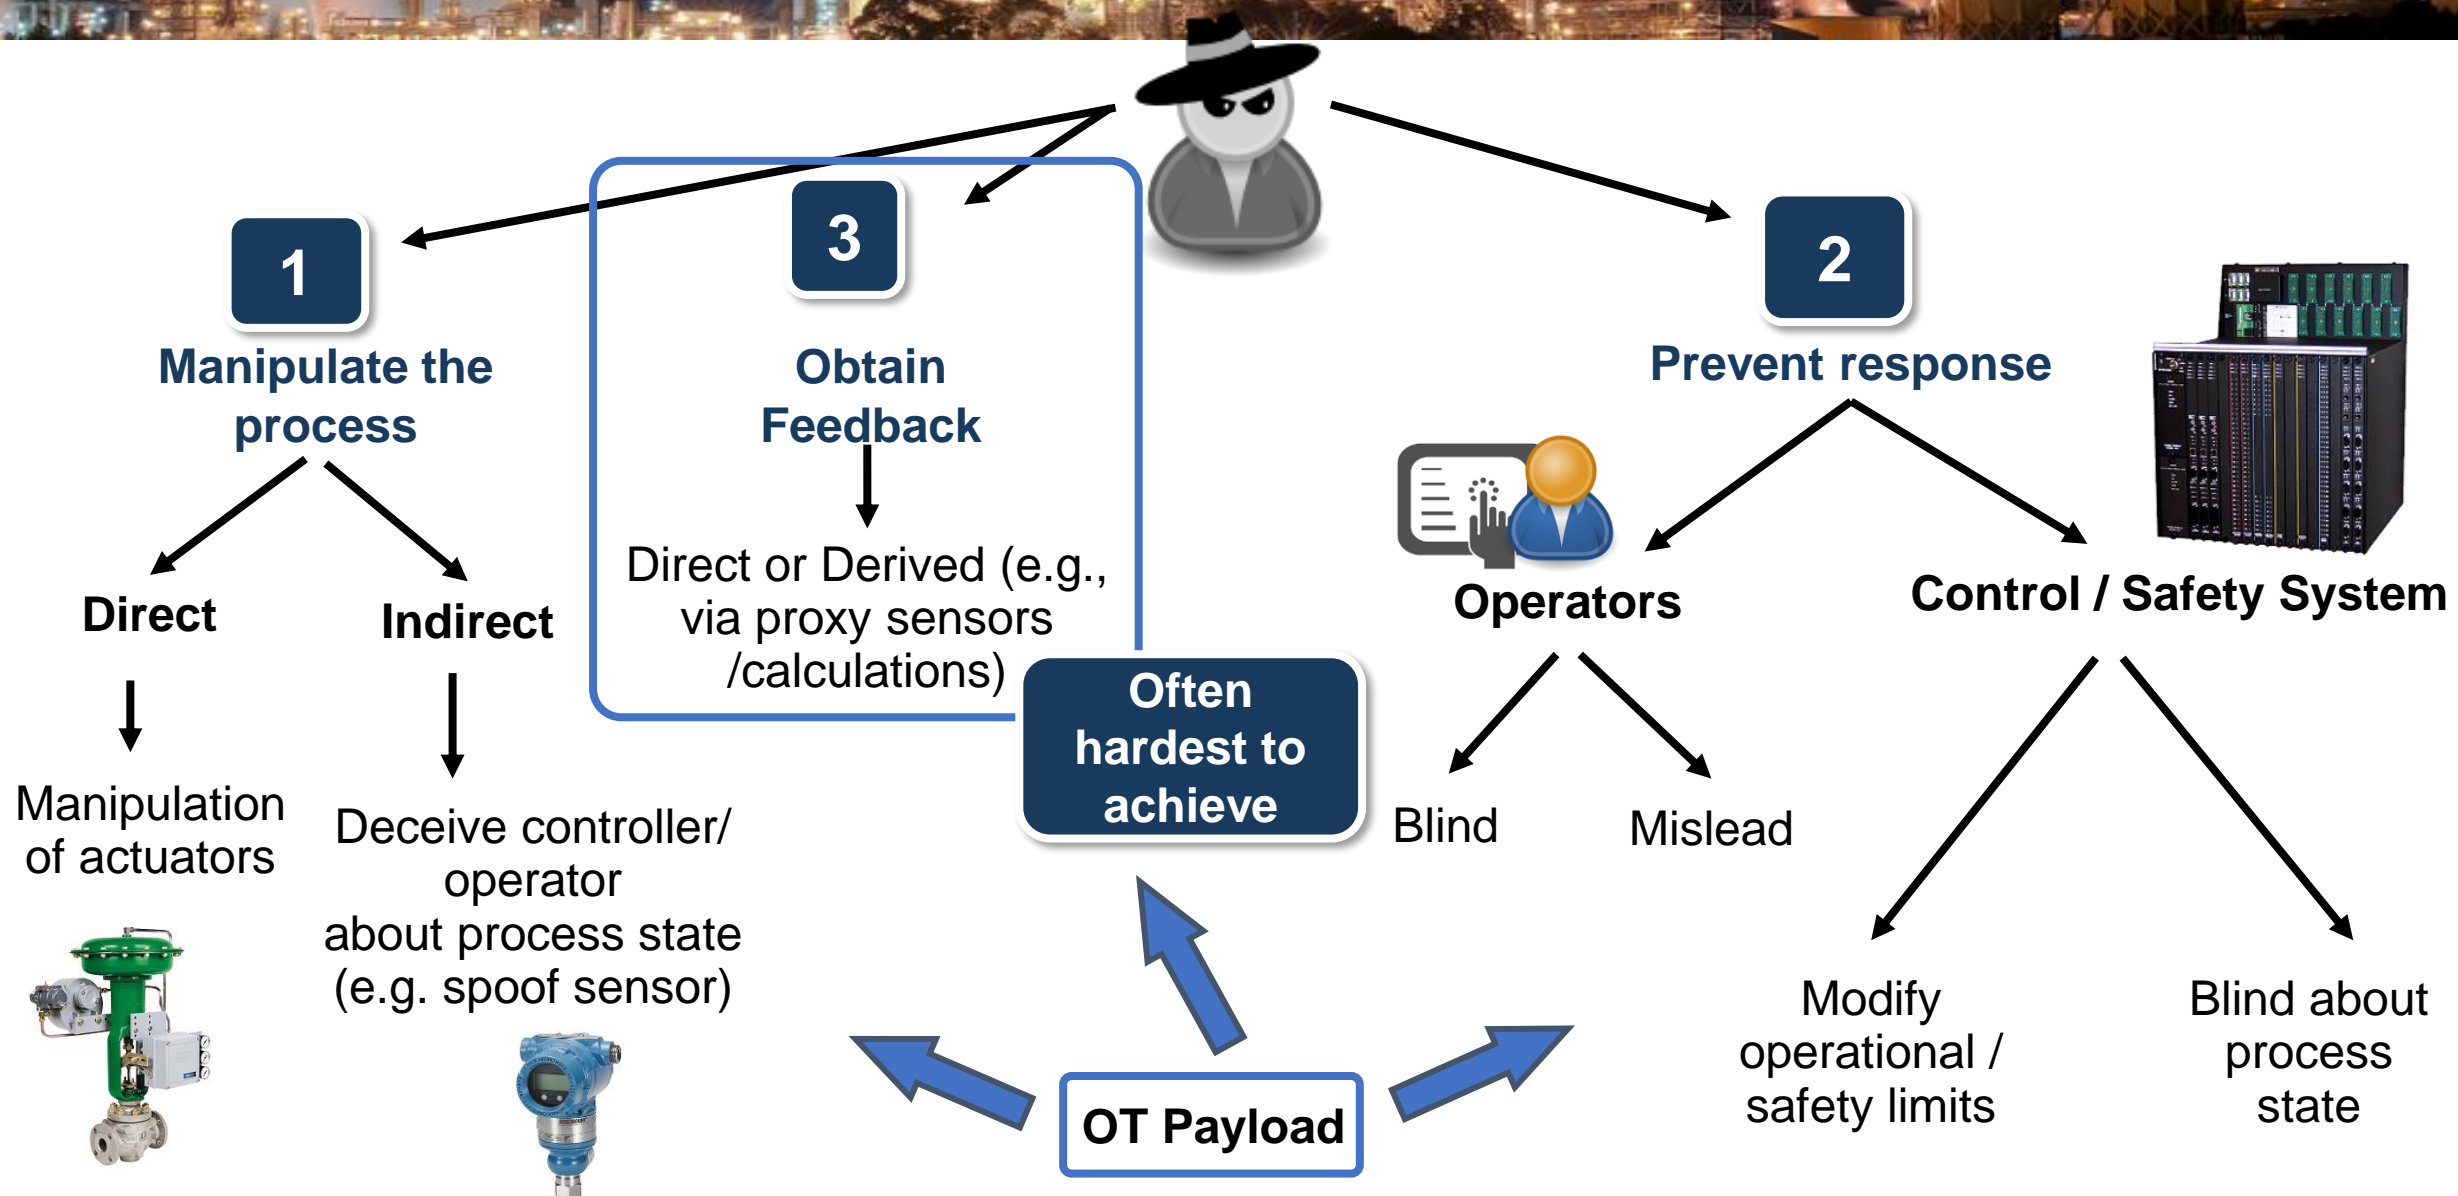 1
Manipulate the
process
Direct
Manipulation
of actuators
Indirect
Deceive controller/
operator
about process state
(e.g. spoof sensor)
3
Obtain
Feedback
Direct or Derived (e.g.,
via proxy sensors
/calculations)
Often
hardest to
achieve
2
Prevent response
Operators
Blind
Mislead
Control / Safety System
Modify
operational /
safety limits
Blind about
process
state
OT Payload